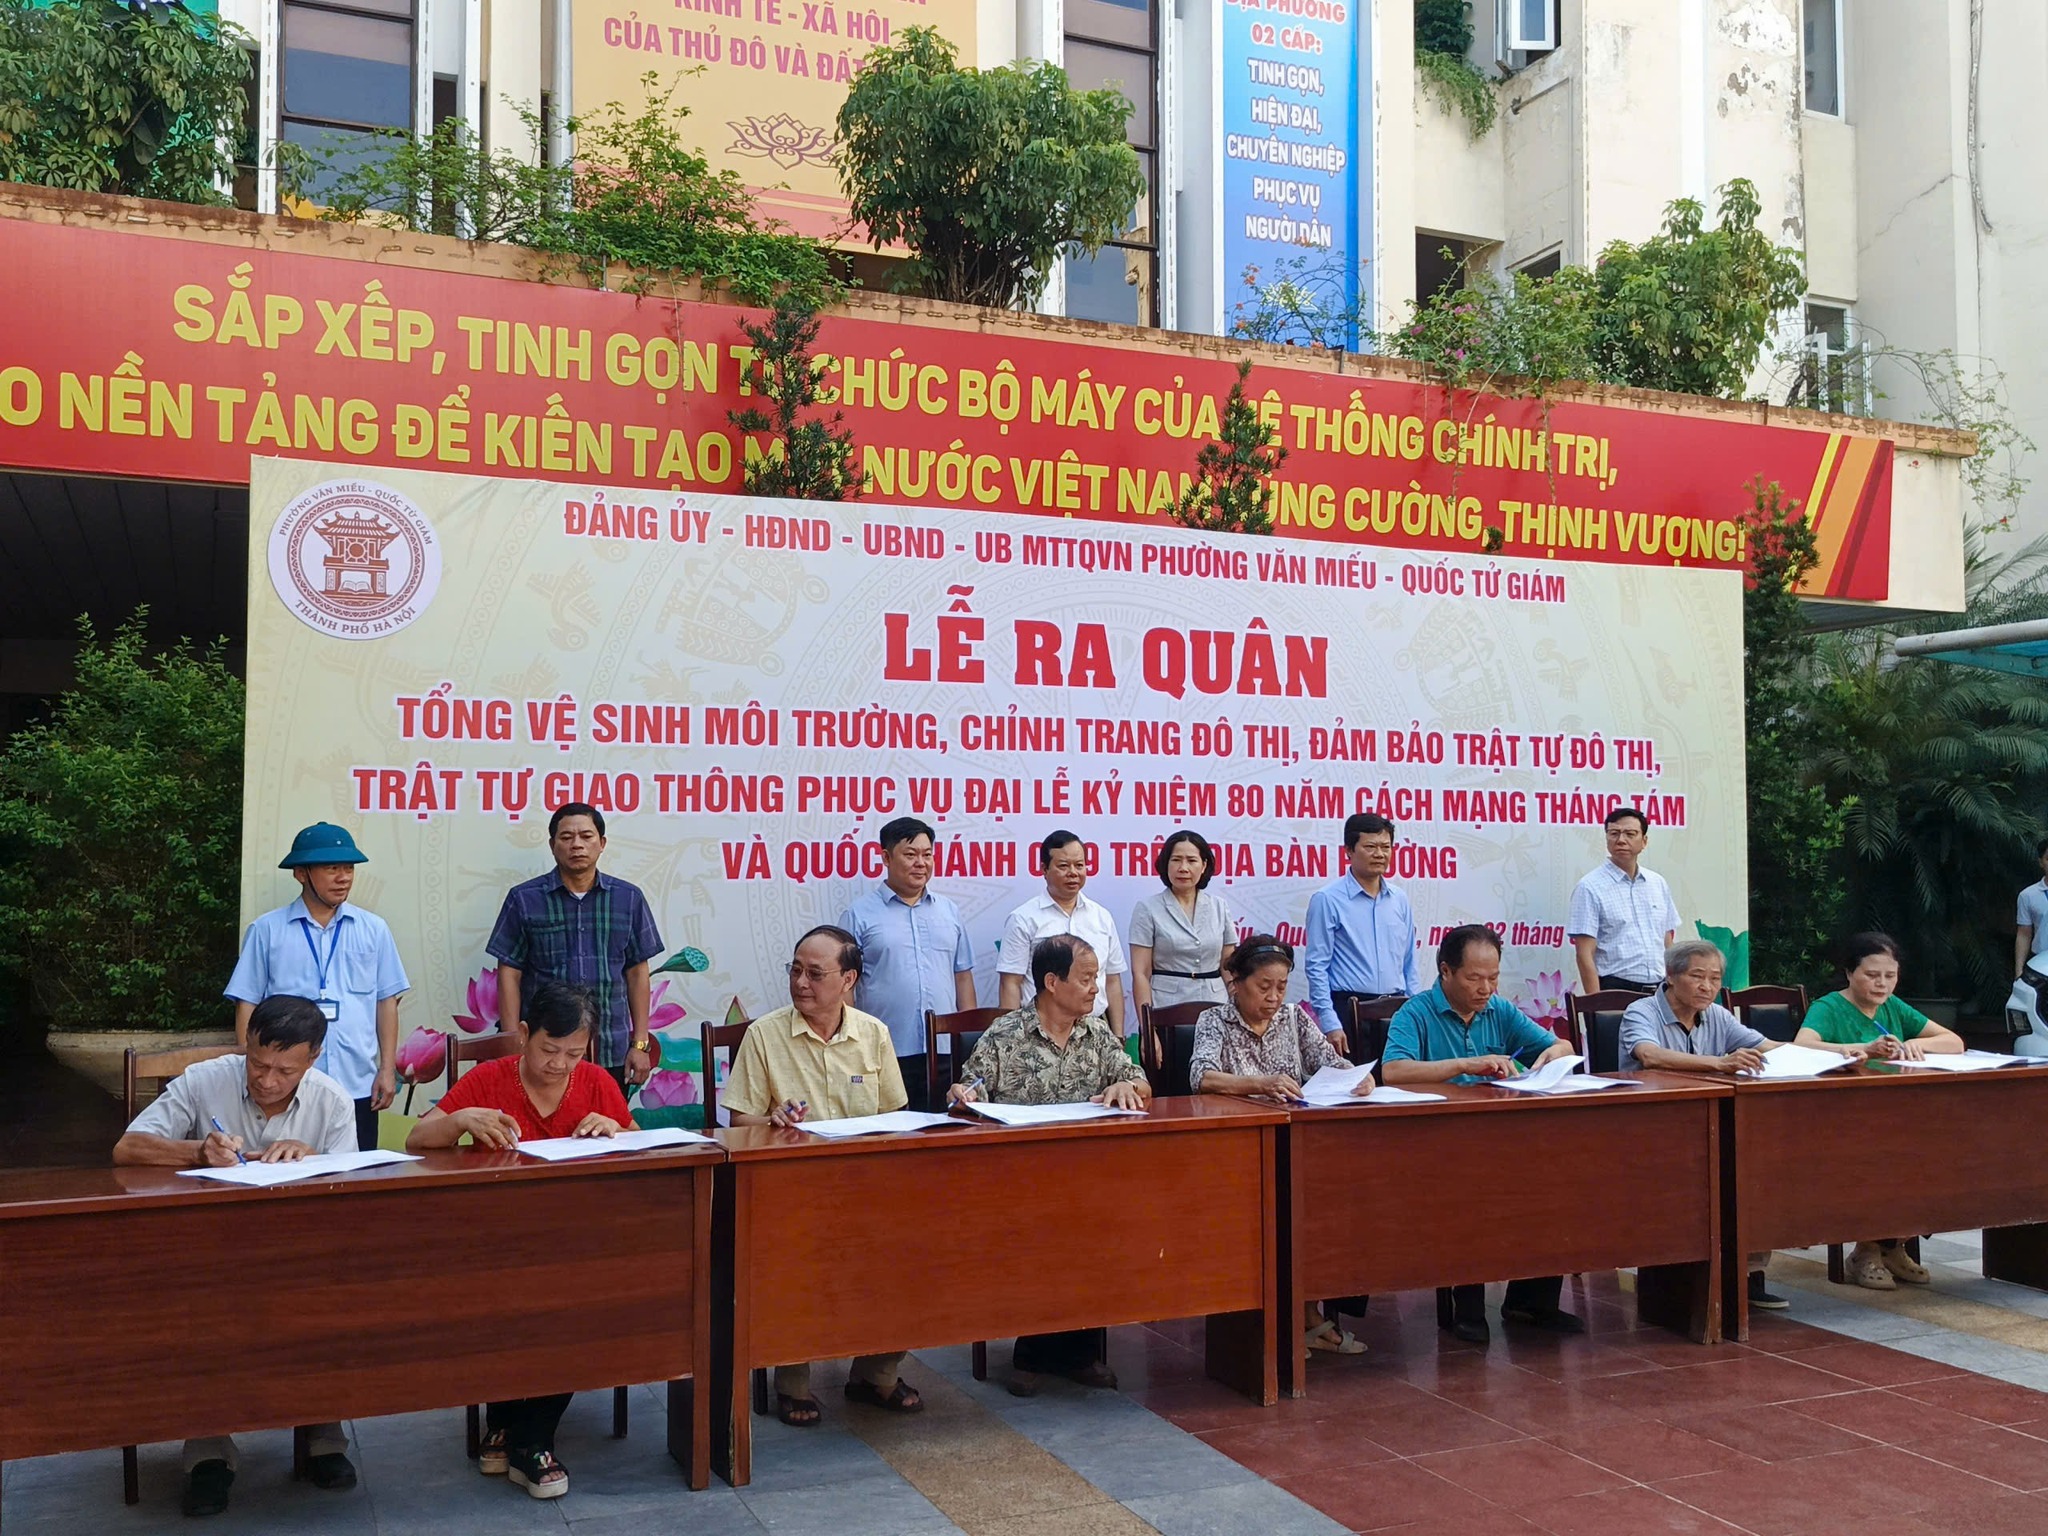 KINH TẾ - XÃ HỘI
CỦA THỦ ĐÔ VÀ ĐẤT
ĐỊA PHƯƠNG
02 CẤP:
TINH GỌN,
HIỆN ĐẠI,
CHUYÊN NGHIỆP
PHỤC VỤ
NGƯỜI DÂN
SẮP XẾP, TINH GỌN TỔ CHỨC BỘ MÁY CỦA HỆ THỐNG CHÍNH TRỊ,
NỀN TẢNG ĐỂ KIẾN TẠO MỘT NƯỚC VIỆT NAM HÙNG CƯỜNG, THỊNH VƯỢNG!
PHƯỜNG VĂN MIẾU - QUỐC TỬ GIÁM
THÀNH PHỐ HÀ NỘI
ĐẢNG ỦY - HĐND - UBND - UB MTTQVN PHƯỜNG VĂN MIẾU - QUỐC TỬ GIÁM
LỄ RA QUÂN
TỔNG VỆ SINH MÔI TRƯỜNG, CHỈNH TRANG ĐÔ THỊ, ĐẢM BẢO TRẬT TỰ ĐÔ THỊ,
TRẬT TỰ GIAO THÔNG PHỤC VỤ ĐẠI LỄ KỶ NIỆM 80 NĂM CÁCH MẠNG THÁNG TÁM
VÀ QUỐC KHÁNH 02/9 TRÊN ĐỊA BÀN PHƯỜNG
ngày 02 tháng